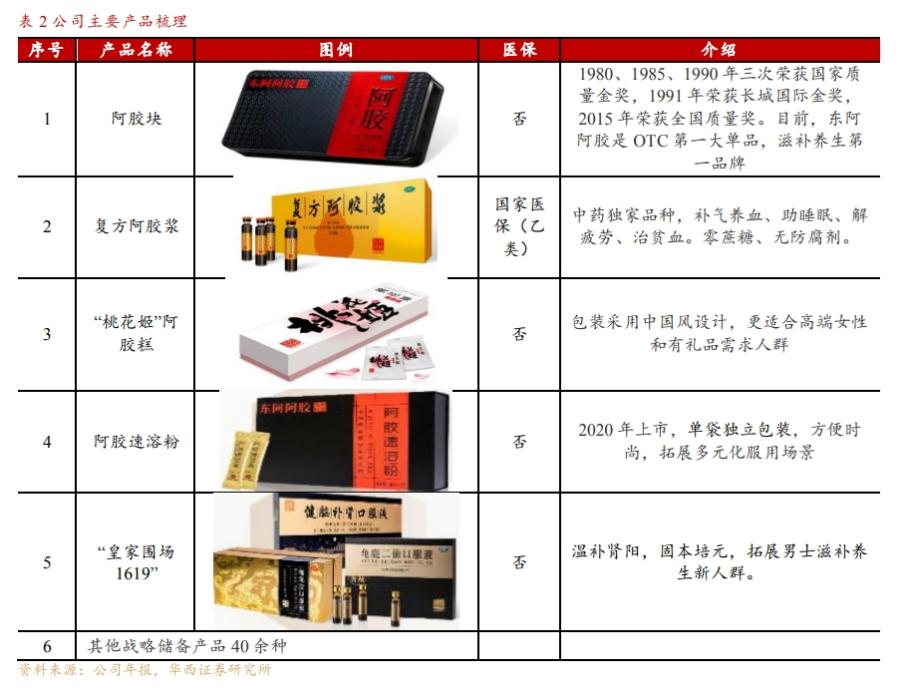 表 2 公司主要产品梳理
序号 产品名称 图例 医保 介绍
1980、1985、1990 年三次荣获国家质
量金奖，1991 年荣获长城国际金奖，
1 阿胶块 东阿阿胶 阿胶 否 2015 年荣获全国质量奖。目前，东阿
阿胶是 OTC 第一大单品，滋补养生第
一品牌
国家医
2 复方阿胶浆 复方阿胶浆 保（乙 中药独家品种，补气养血、助睡眠、解
类） 疲劳、治贫血。零蔗糖、无防腐剂。
“桃花姬”阿 包装采用中国风设计，更适合高端女性
3 胶糕 桃花姬 否 和有礼品需求人群
4 阿胶速溶粉 东阿阿胶 阿胶速溶粉 否 2020 年上市，单袋独立包装，方便时
尚，拓展多元化服用场景
健脑补肾口服液
“皇家围场 龟鹿二仙口服液 温补肾阳，固本培元，拓展男士滋补养
5 1619” 否 生新人群。
6 其他战略储备产品 40 余种
资料来源：公司年报，华西证券研究所